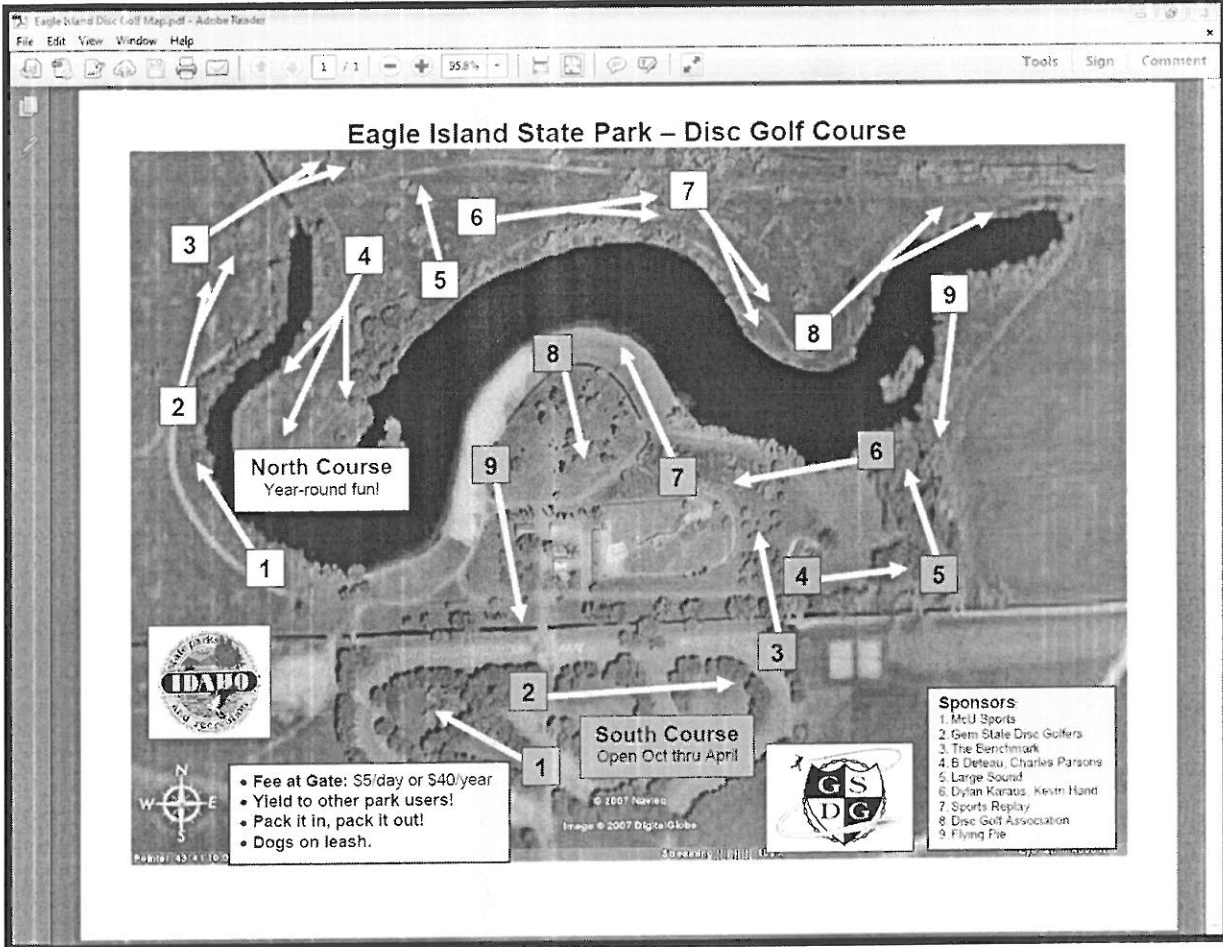 Eagle Island Disc Golf Map.pdf - Adobe Reader
File Edit View Window Help
1 / 1
95.8%
Tools Sign Comment
Eagle Island State Park – Disc Golf Course
3
4
6
5
7
8
9
2
1
North Course
Year-round fun!
8
9
7
6
4
5
3
2
1
South Course
Open Oct thru April
state parks
IDAHO
and recreation
N
W E
S
• Fee at Gate: $5/day or $40/year
• Yield to other park users!
• Pack it in, pack it out!
• Dogs on leash.
© 2007 Navteq
Image © 2007 DigitalGlobe
Streaming
G S
D G
Sponsors
1. McU Sports
2. Gem State Disc Golfers
3. The Benchmark
4. B Deteau, Charles Parsons
5. Large Sound
6. Dylan Karaus, Kevin Hand
7. Sports Replay
8. Disc Golf Association
9. Flying Pie